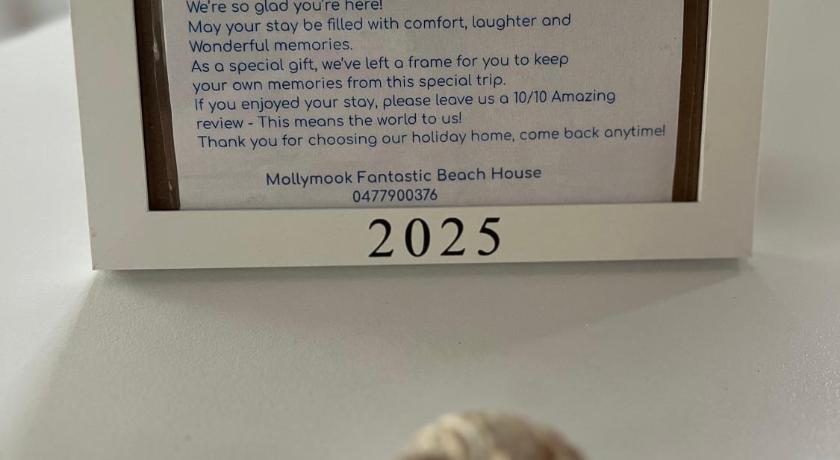 We're so glad you're here!
May your stay be filled with comfort, laughter and
Wonderful memories.
As a special gift, we've left a frame for you to keep
your own memories from this special trip.
If you enjoyed your stay, please leave us a 10/10 Amazing
review - This means the world to us!
Thank you for choosing our holiday home, come back anytime!
Mollymook Fantastic Beach House
0477900376
2025